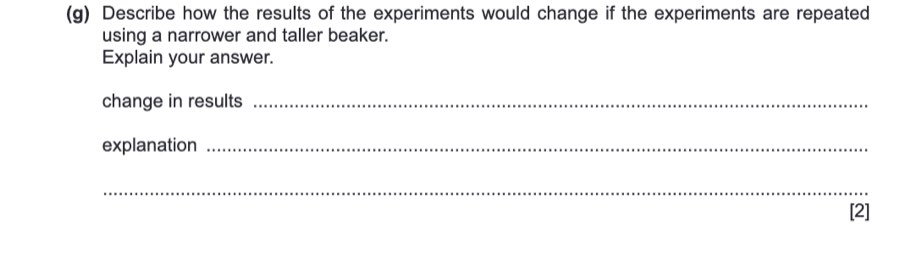 (g) Describe how the results of the experiments would change if the experiments are repeated
using a narrower and taller beaker.
Explain your answer.
change in results ........................................................................................................................
explanation ................................................................................................................................
....................................................................................................................................................
[2]